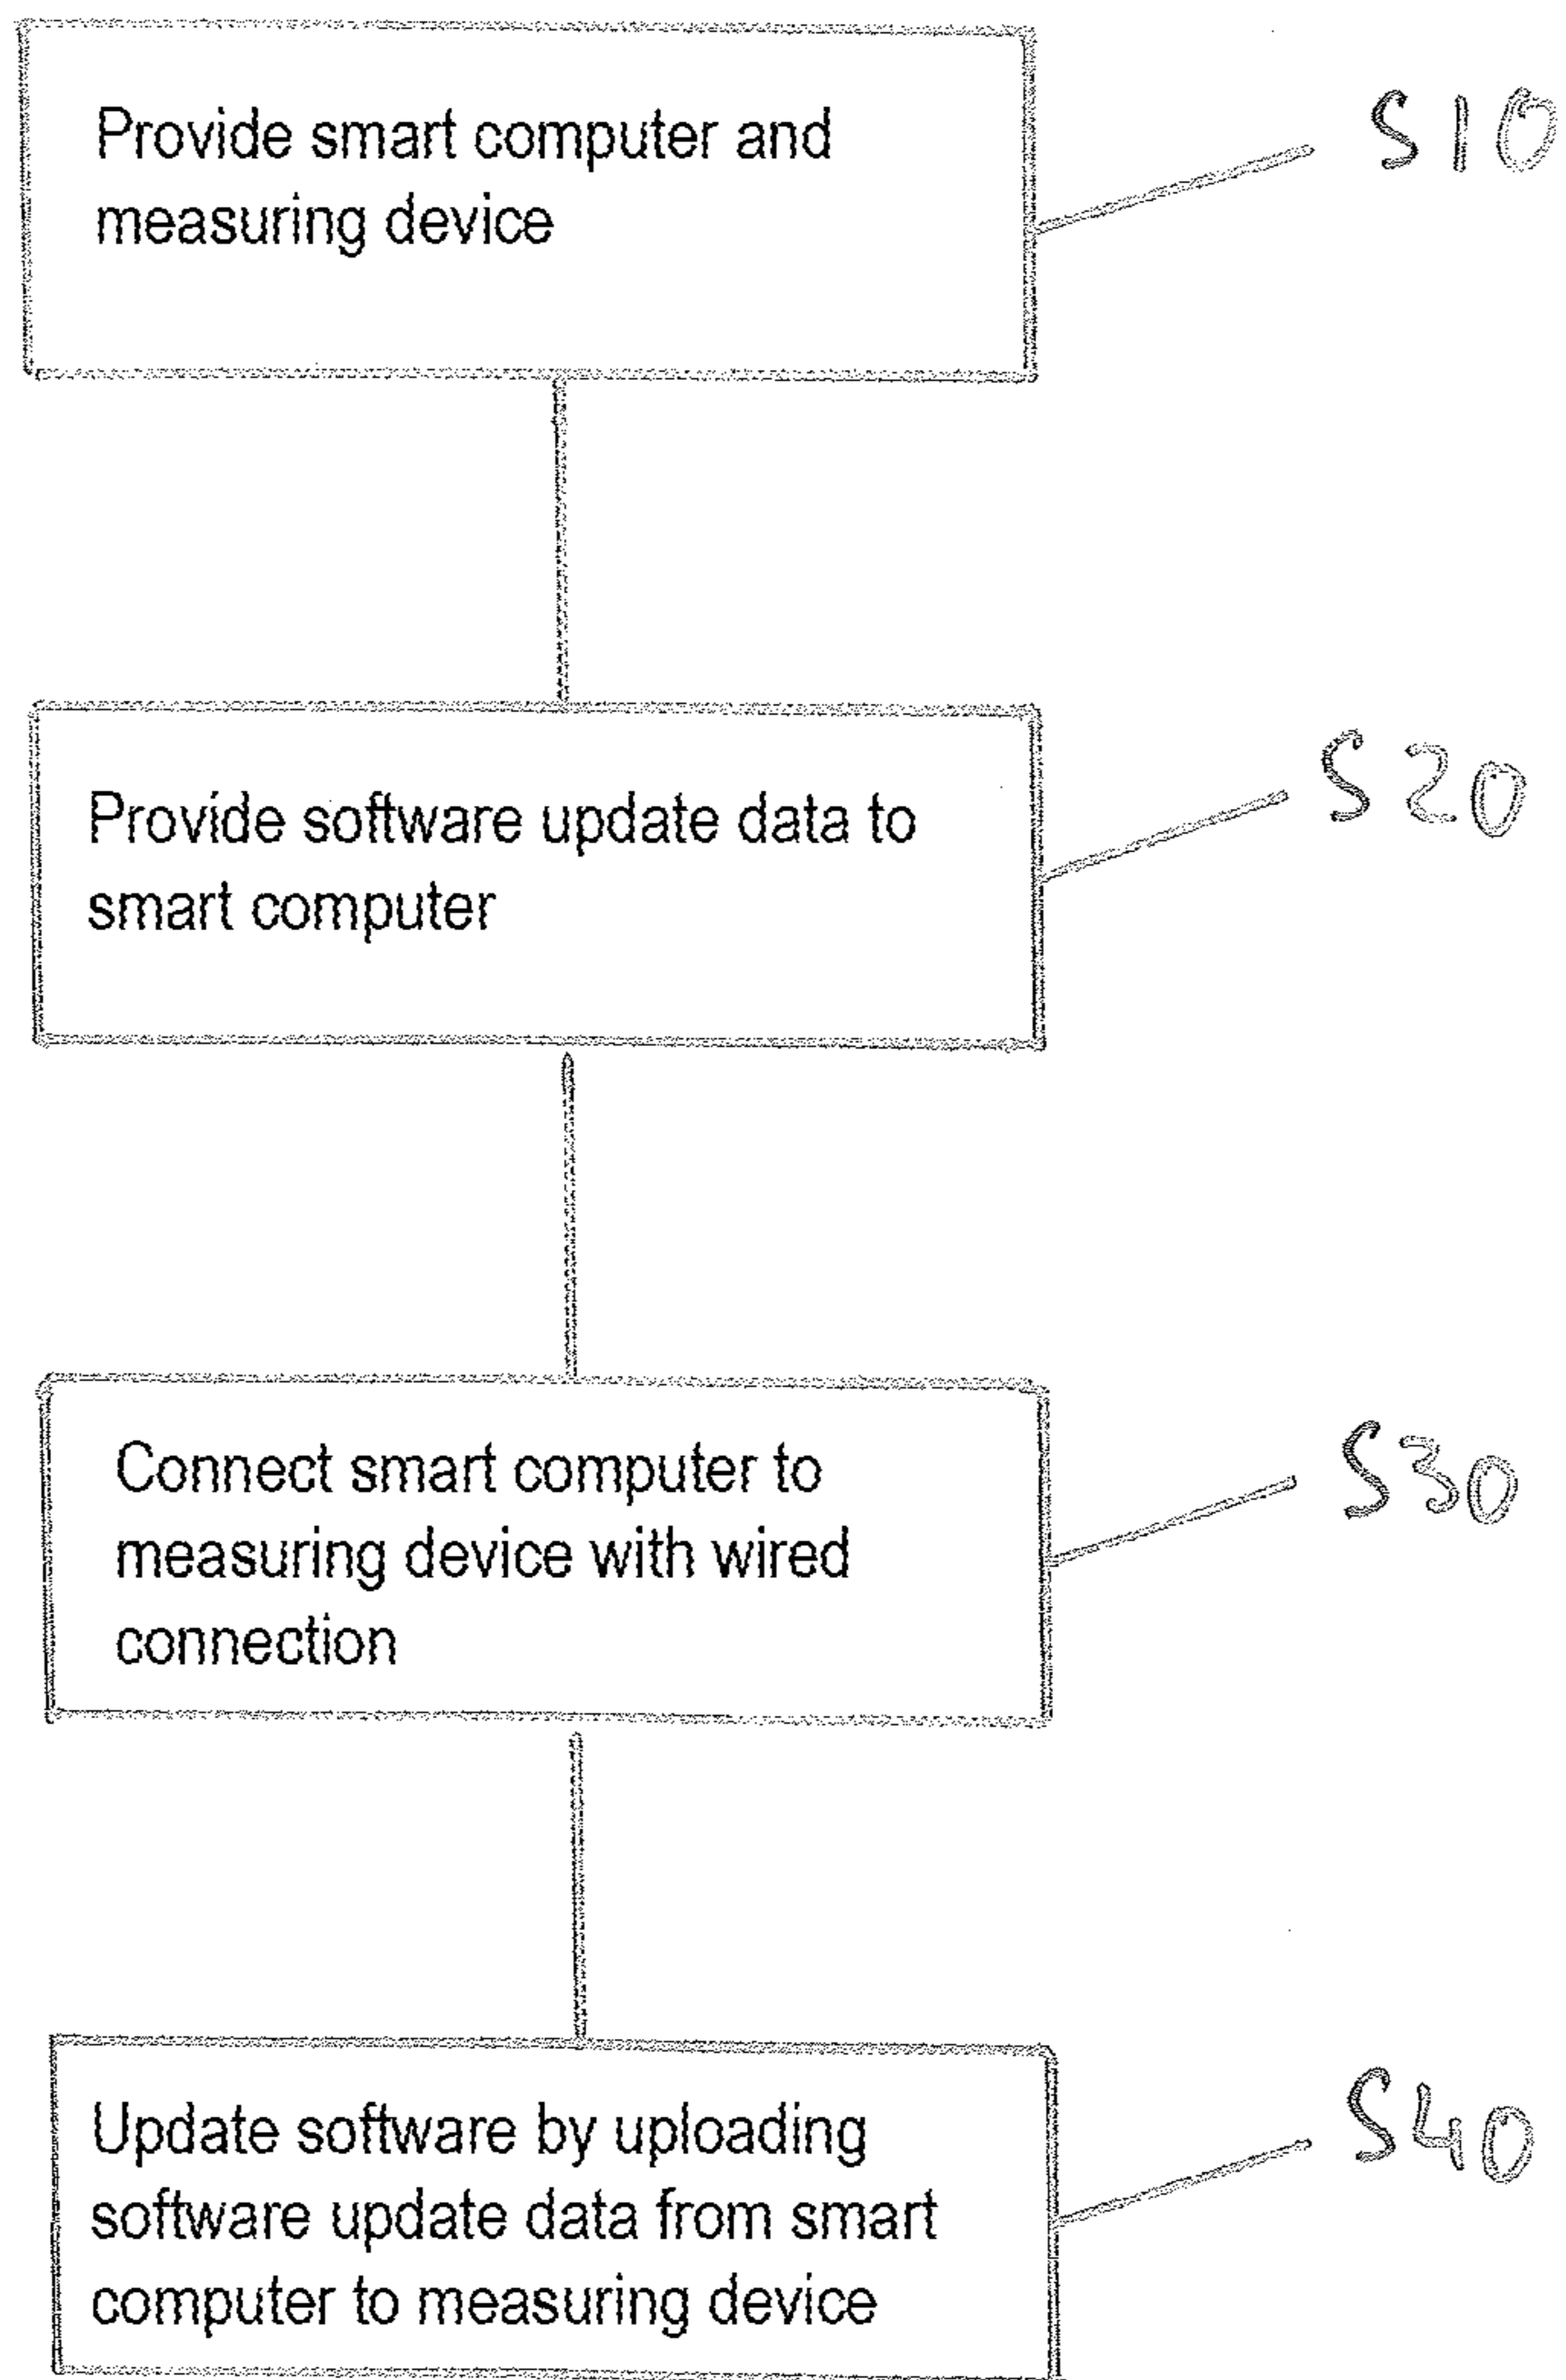 Provide smart computer and
measuring device
S10
Provide software update data to
smart computer
S20
Connect smart computer to
measuring device with wired
connection
S30
Update software by uploading
software update data from smart
computer to measuring device
S40